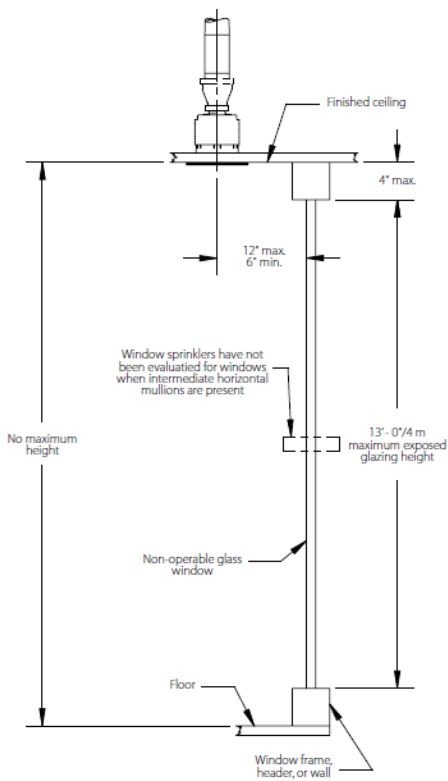 Finished ceiling
4" max.
12" max.
6" min.
Window sprinklers have not
been evaluatied for windows
when intermediate horizontal
mullions are present
No maximum
height
13'- 0"/4 m
maximum exposed
glazing height
Non-operable glass
window
Floor
Window frame,
header, or wall